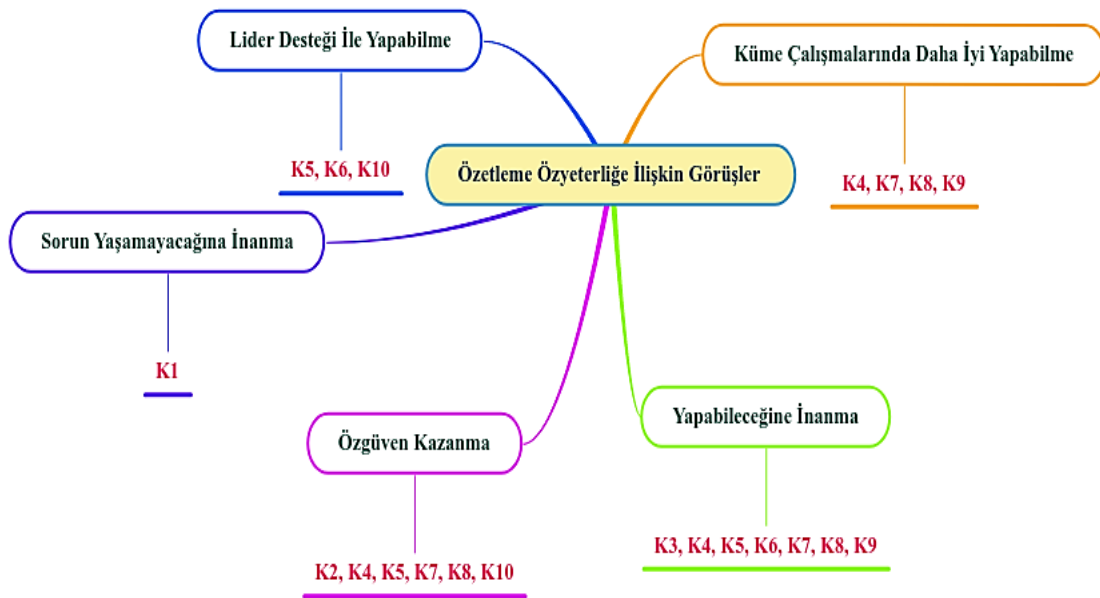 Lider Desteği İle Yapabilme
Küme Çalışmalarında Daha İyi Yapabilme
K5, K6, K10
Özetleme Özyeterliğe İlişkin Görüşler
K4, K7, K8, K9
Sorun Yaşamayacağına İnanma
K1
Özgüven Kazanma
Yapabileceğine İnanma
K2, K4, K5, K7, K8, K10
K3, K4, K5, K6, K7, K8, K9